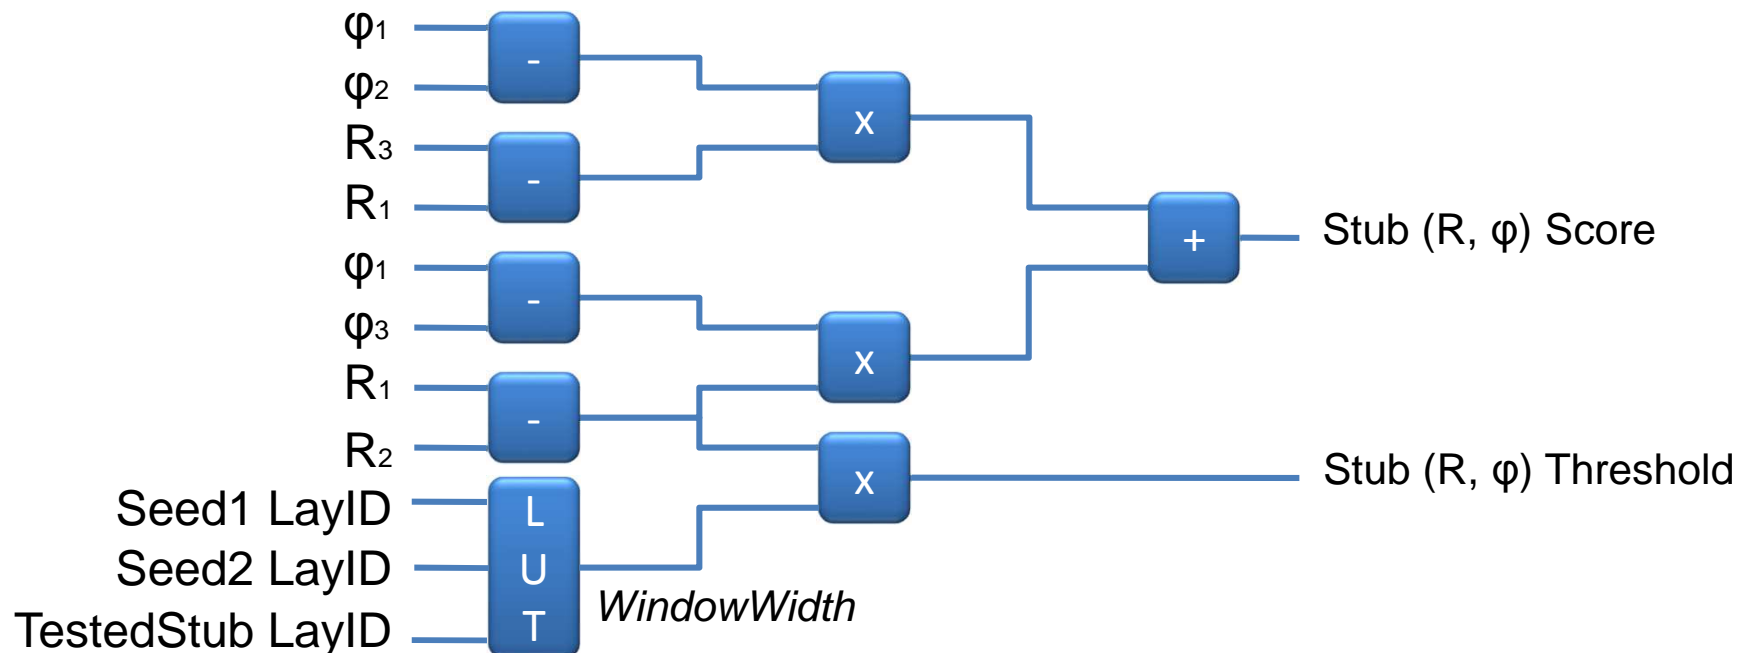 φ1
-
φ2
x
R3
-
R1
+
Stub (R, φ) Score
φ1
-
φ3
x
R1
-
R2
x
Stub (R, φ) Threshold
Seed1 LayID
Seed2 LayID
TestedStub LayID
L
U
T
WindowWidth